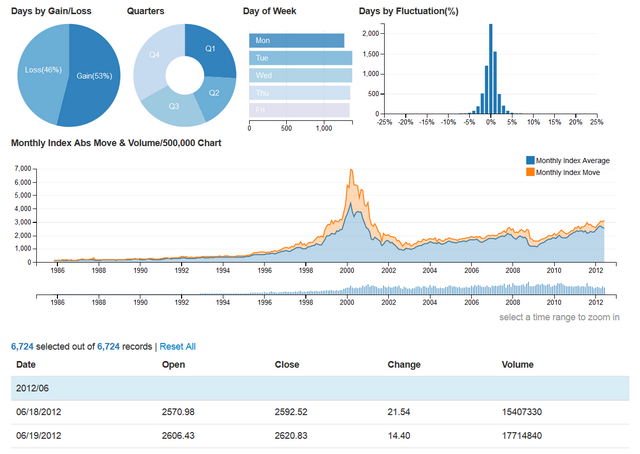 Days by Gain/Loss
Quarters
Day of Week
Days by Fluctuation(%)
Loss(46%)
Gain(53%)
Q4
Q1
Q3
Q2
Mon
Tue
Wed
Thu
Fri
0 500 1,000
2,000
1,500
1,000
500
0
-25% -20% -15% -10% -5% 0% 5% 10% 15% 20% 25%
Monthly Index Abs Move & Volume/500,000 Chart
Monthly Index Average
Monthly Index Move
7,000
6,000
5,000
4,000
3,000
2,000
1,000
0
1986 1988 1990 1992 1994 1996 1998 2000 2002 2004 2006 2008 2010 2012
1986 1988 1990 1992 1994 1996 1998 2000 2002 2004 2006 2008 2010 2012
select a time range to zoom in
6,724 selected out of 6,724 records | Reset All
Date Open Close Change Volume
2012/06
06/18/2012 2570.98 2592.52 21.54 15407330
06/19/2012 2606.43 2620.83 14.40 17714840